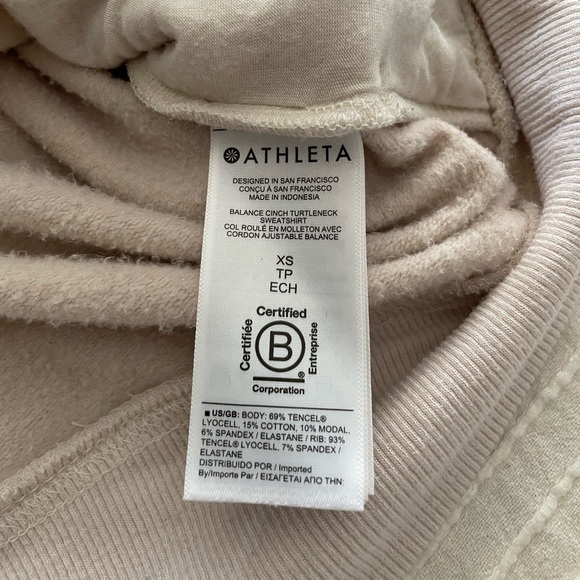 ATHLETA
DESIGNED IN SAN FRANCISCO
CONÇU À SAN FRANCISCO
MADE IN INDONESIA
BALANCE CINCH TURTLENECK
SWEATSHIRT
COL ROULÉ EN MOLLETON AVEC
CORDON AJUSTABLE BALANCE
XS
TP
ECH
Certified
Certifiée
B
®
Entreprise
Corporation
■ US/GB: BODY: 69% TENCEL®
LYOCELL, 15% COTTON, 10% MODAL,
6% SPANDEX / ELASTANE / RIB: 93%
TENCEL® LYOCELL, 7% SPANDEX /
ELASTANE
DISTRIBUIDO POR / Imported
By/Importe Par / ΕΙΣΑΓΕΤΑΙ ΑΠΟ ΤΗΝ: